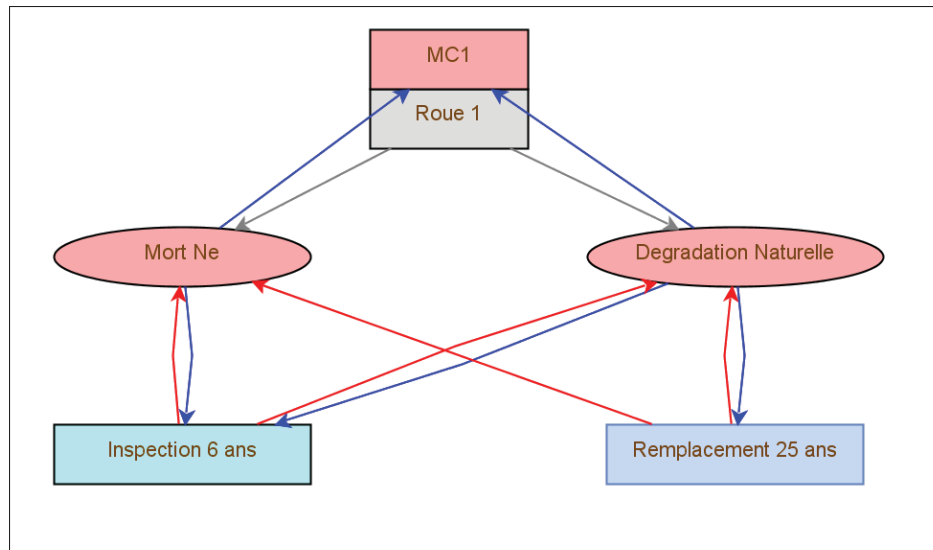 MC1
Roue 1
Mort Ne
Degradation Naturelle
Inspection 6 ans
Remplacement 25 ans